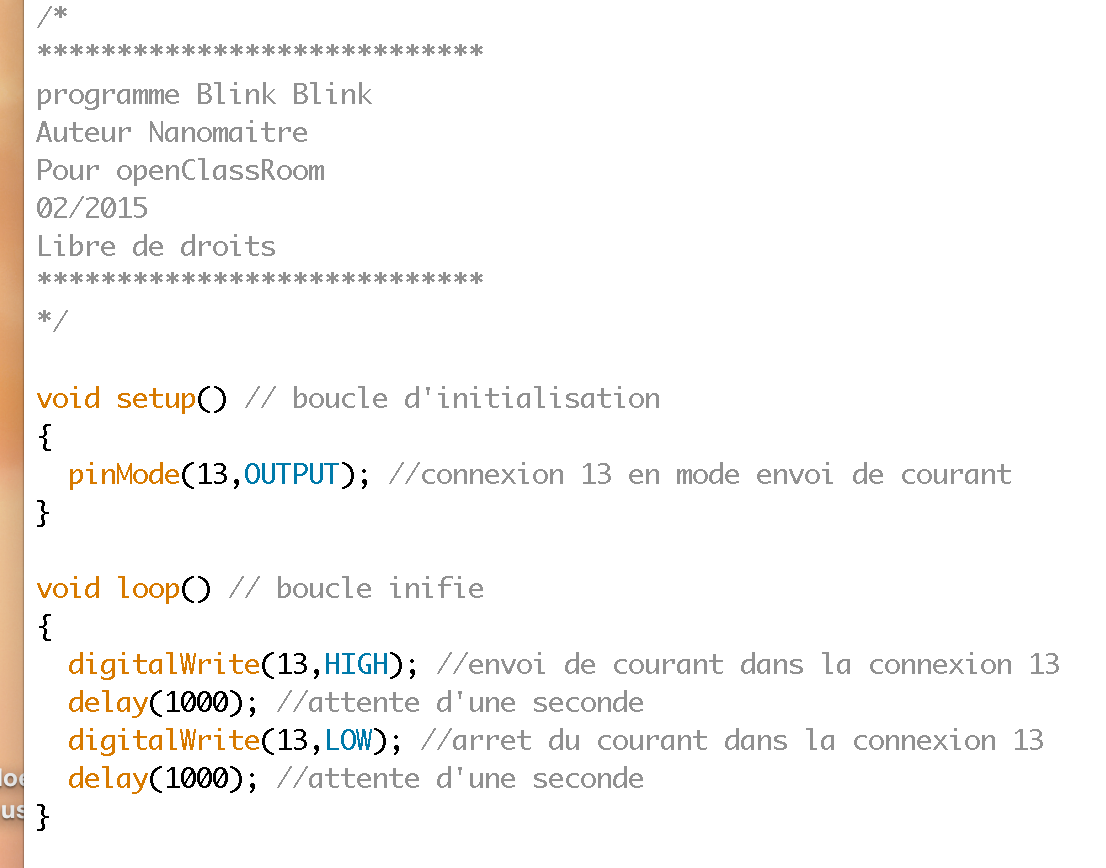 /*
****************************
programme Blink Blink
Auteur Nanomaitre
Pour openClassRoom
02/2015
Libre de droits
****************************
*/
void setup() // boucle d'initialisation
{
  pinMode(13,OUTPUT); //connexion 13 en mode envoi de courant
}
void loop() // boucle inifie
{
  digitalWrite(13,HIGH); //envoi de courant dans la connexion 13
  delay(1000); //attente d'une seconde
  digitalWrite(13,LOW); //arret du courant dans la connexion 13
  delay(1000); //attente d'une seconde
}